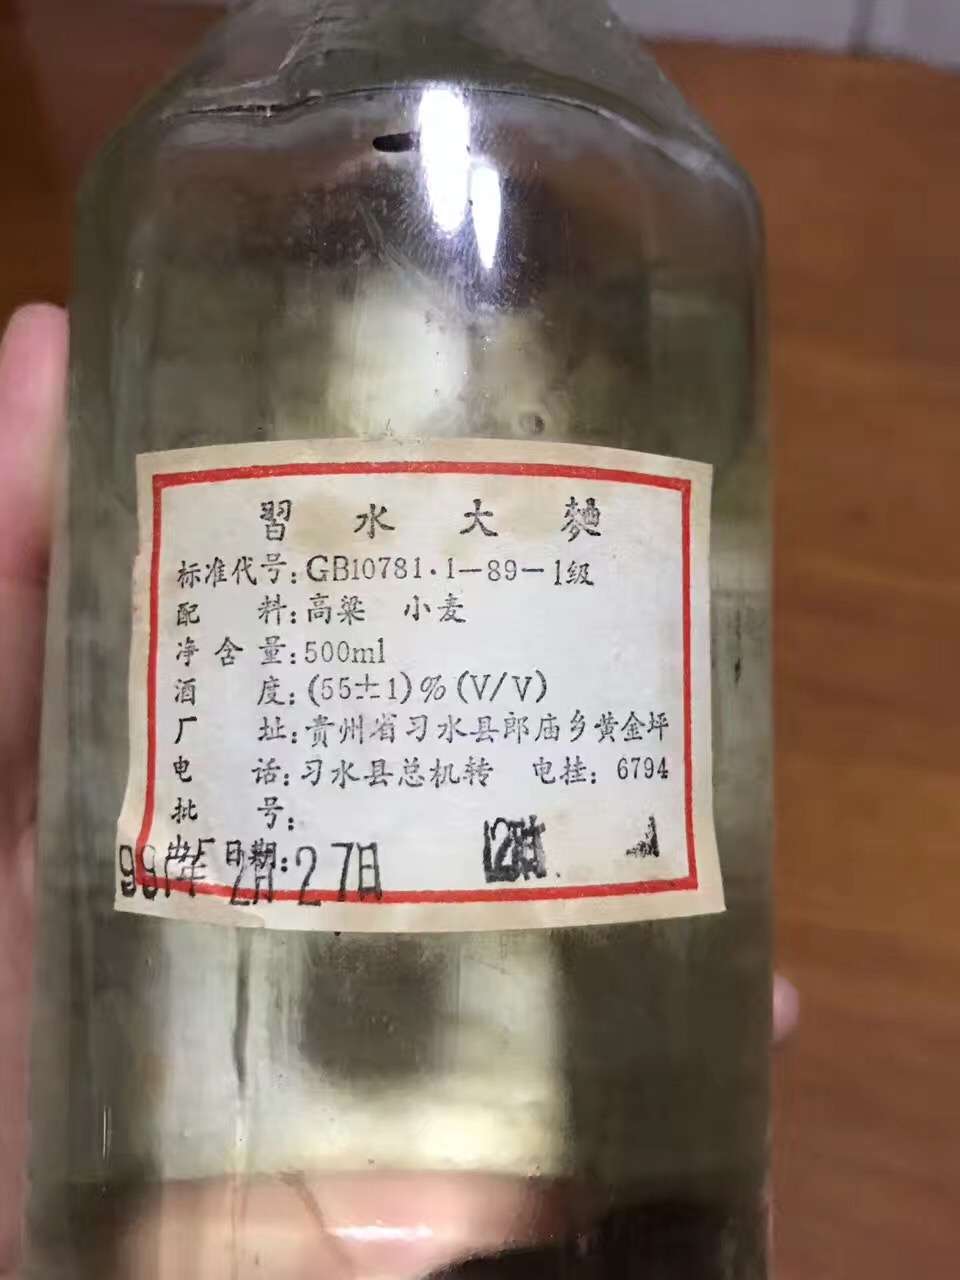 習水大麯
标准代号:GB10781·1-89-1级
配料:高粱 小麦
净含量:500ml
酒度:(55±1)%(V/V)
厂址:贵州省习水县郎庙乡黄金坪
电话:习水县总机转 电挂:6794
批号:
出厂日期:
2月27日